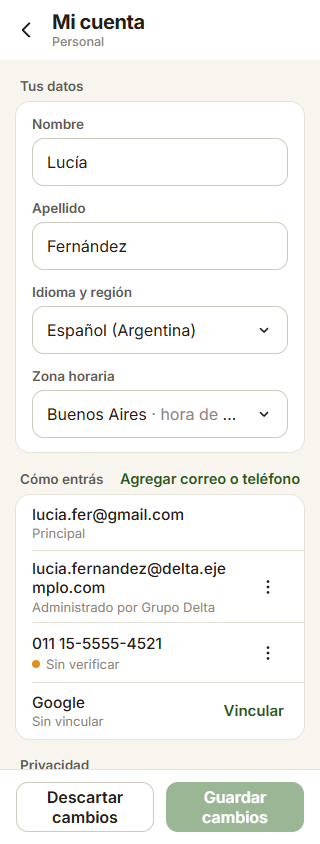 Mi cuenta
Personal
Tus datos
Nombre
Lucía
Apellido
Fernández
Idioma y región
Español (Argentina)
Zona horaria
Buenos Aires · hora de ...
Cómo entrás
Agregar correo o teléfono
lucia.fer@gmail.com
Principal
lucia.fernandez@delta.eje
mplo.com
Administrado por Grupo Delta
011 15-5555-4521
Sin verificar
Google
Sin vincular
Vincular
Privacidad
Descartar
cambios
Guardar
cambios